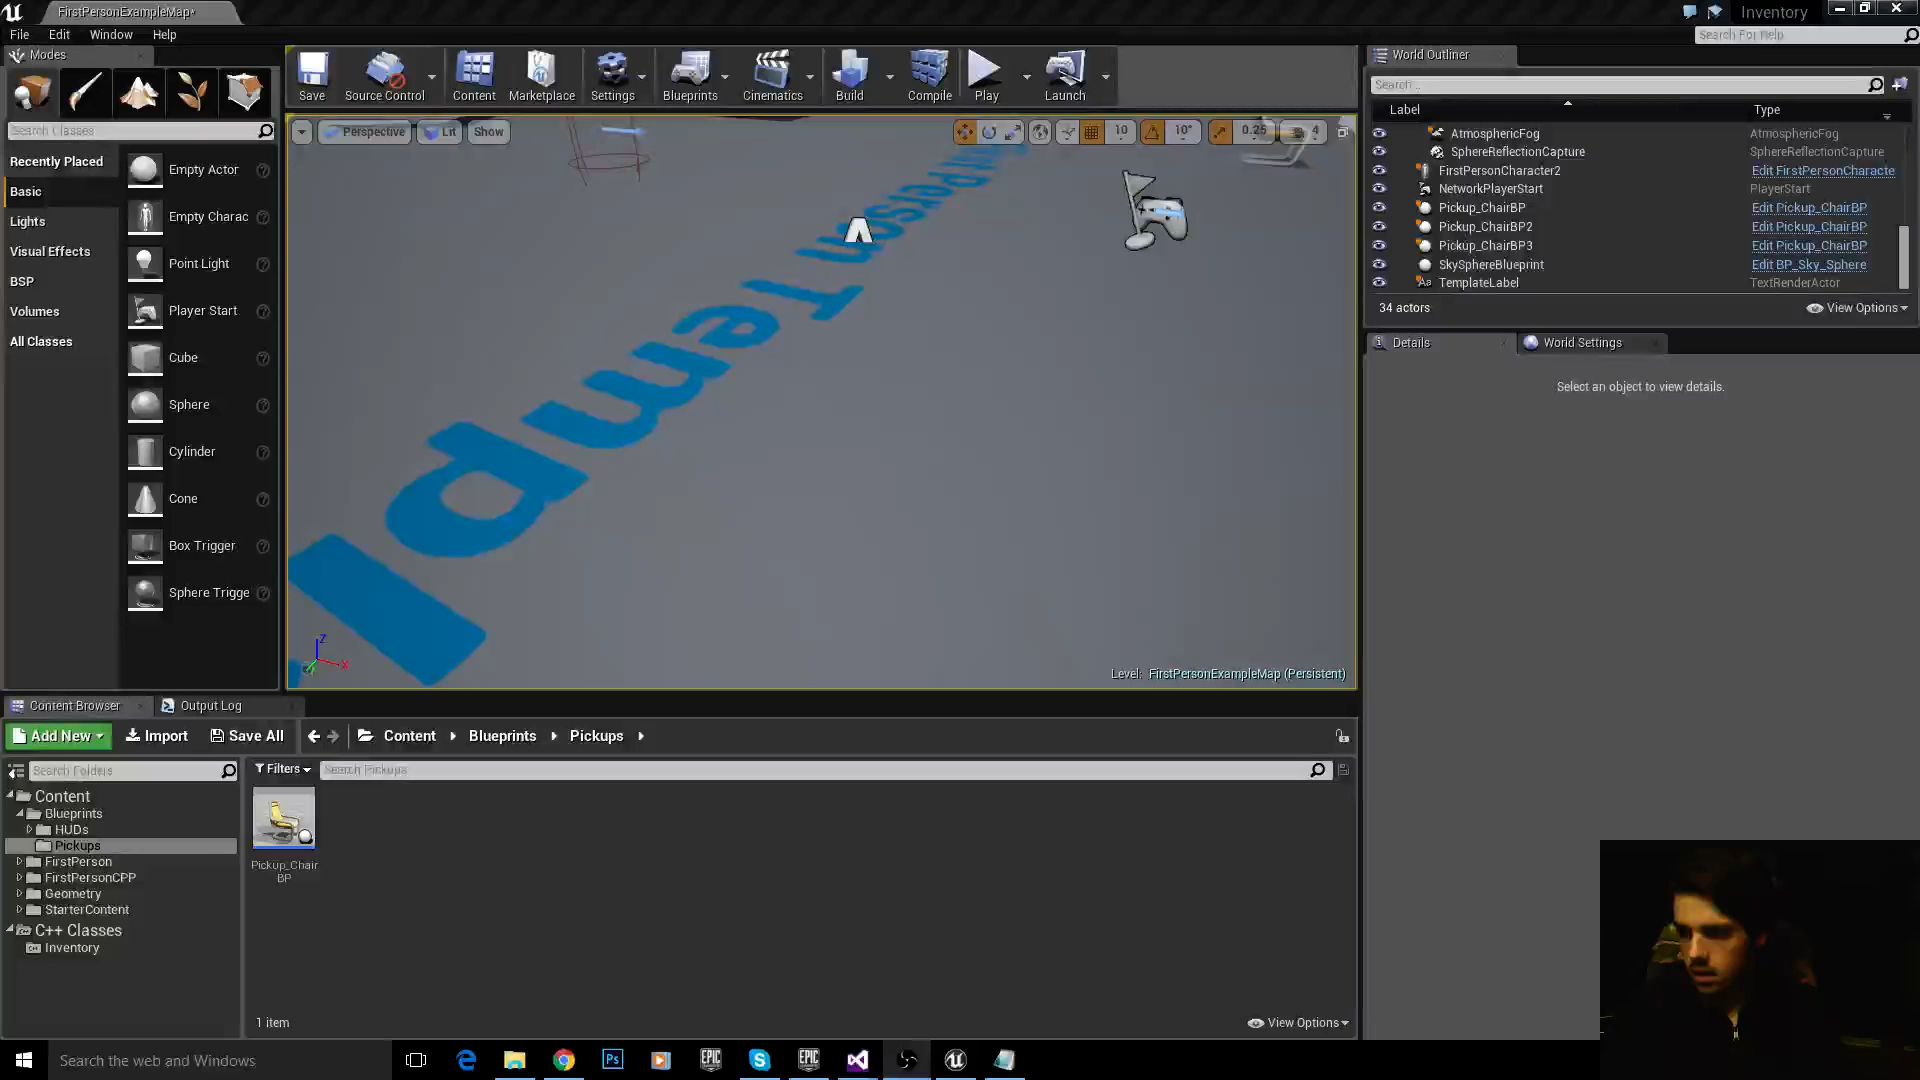 FirstPersonExampleMap*
Inventory
File Edit Window Help
Search For Help
Modes
Search Classes
Recently Placed
Basic
Lights
Visual Effects
BSP
Volumes
All Classes
Empty Actor
Empty Charac
Point Light
Player Start
Cube
Sphere
Cylinder
Cone
Box Trigger
Sphere Trigge
Save
Source Control
Content
Marketplace
Settings
Blueprints
Cinematics
Build
Compile
Play
Launch
Perspective
Lit
Show
10
10°
0.25
4
Z
X
Level: FirstPersonExampleMap (Persistent)
World Outliner
Search...
Label Type
AtmosphericFog AtmosphericFog
SphereReflectionCapture SphereReflectionCapture
FirstPersonCharacter2 Edit FirstPersonCharacte
NetworkPlayerStart PlayerStart
Pickup_ChairBP Edit Pickup_ChairBP
Pickup_ChairBP2 Edit Pickup_ChairBP
Pickup_ChairBP3 Edit Pickup_ChairBP
SkySphereBlueprint Edit BP_Sky_Sphere
TemplateLabel TextRenderActor
34 actors
View Options
Details
World Settings
Select an object to view details.
Content Browser
Output Log
Add New
Import
Save All
Content
Blueprints
Pickups
Search Folders
Filters
Search Pickups
Content
Blueprints
HUDs
Pickups
FirstPerson
FirstPersonCPP
Geometry
StarterContent
C++ Classes
Inventory
Pickup_Chair
BP
1 item
View Options
Search the web and Windows
Ps
EPIC
EPIC